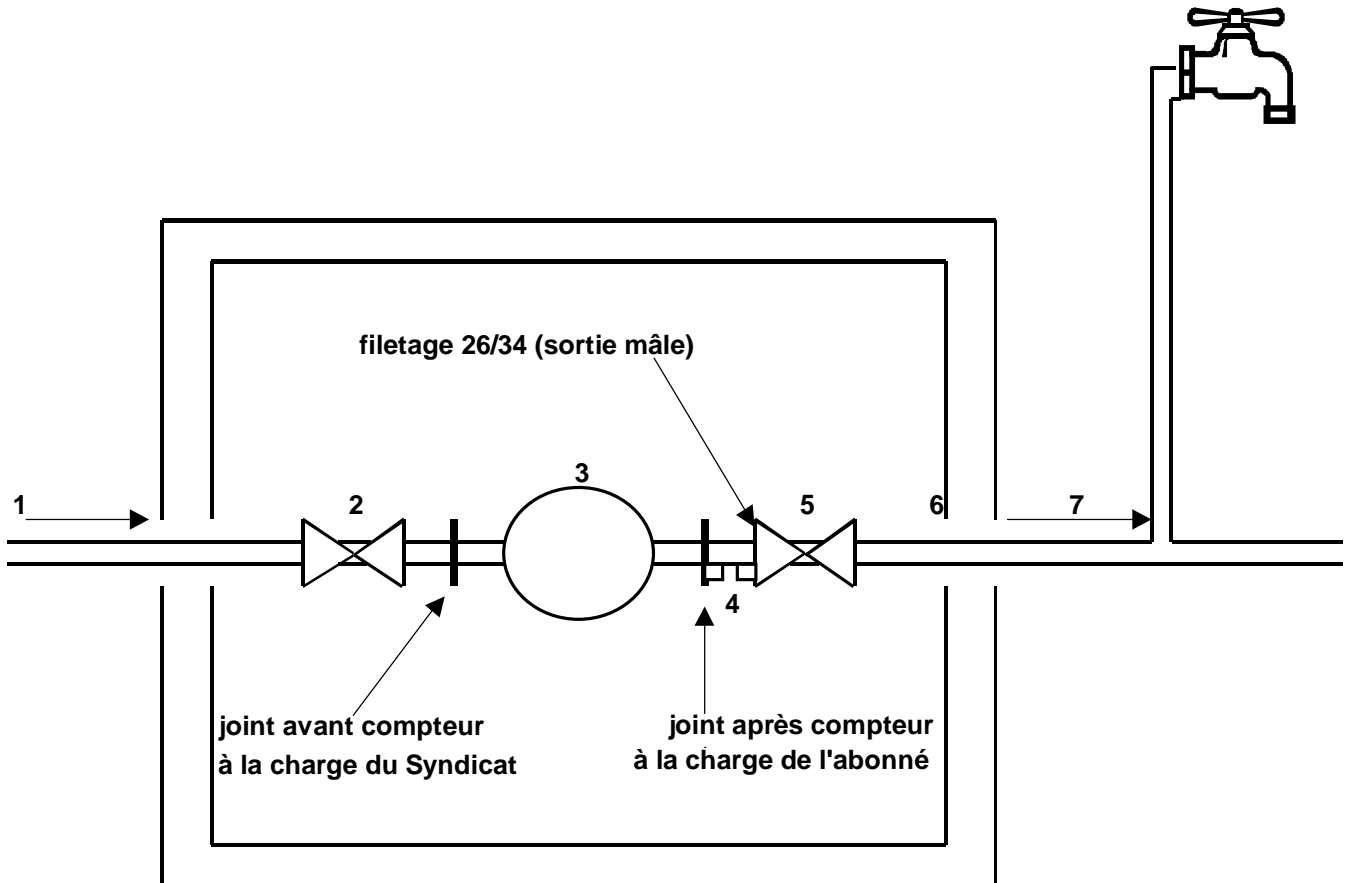 filetage 26/34 (sortie mâle)
3
1
2
5
6
7
4
joint avant compteur
à la charge du Syndicat
joint après compteur
à la charge de l'abonné